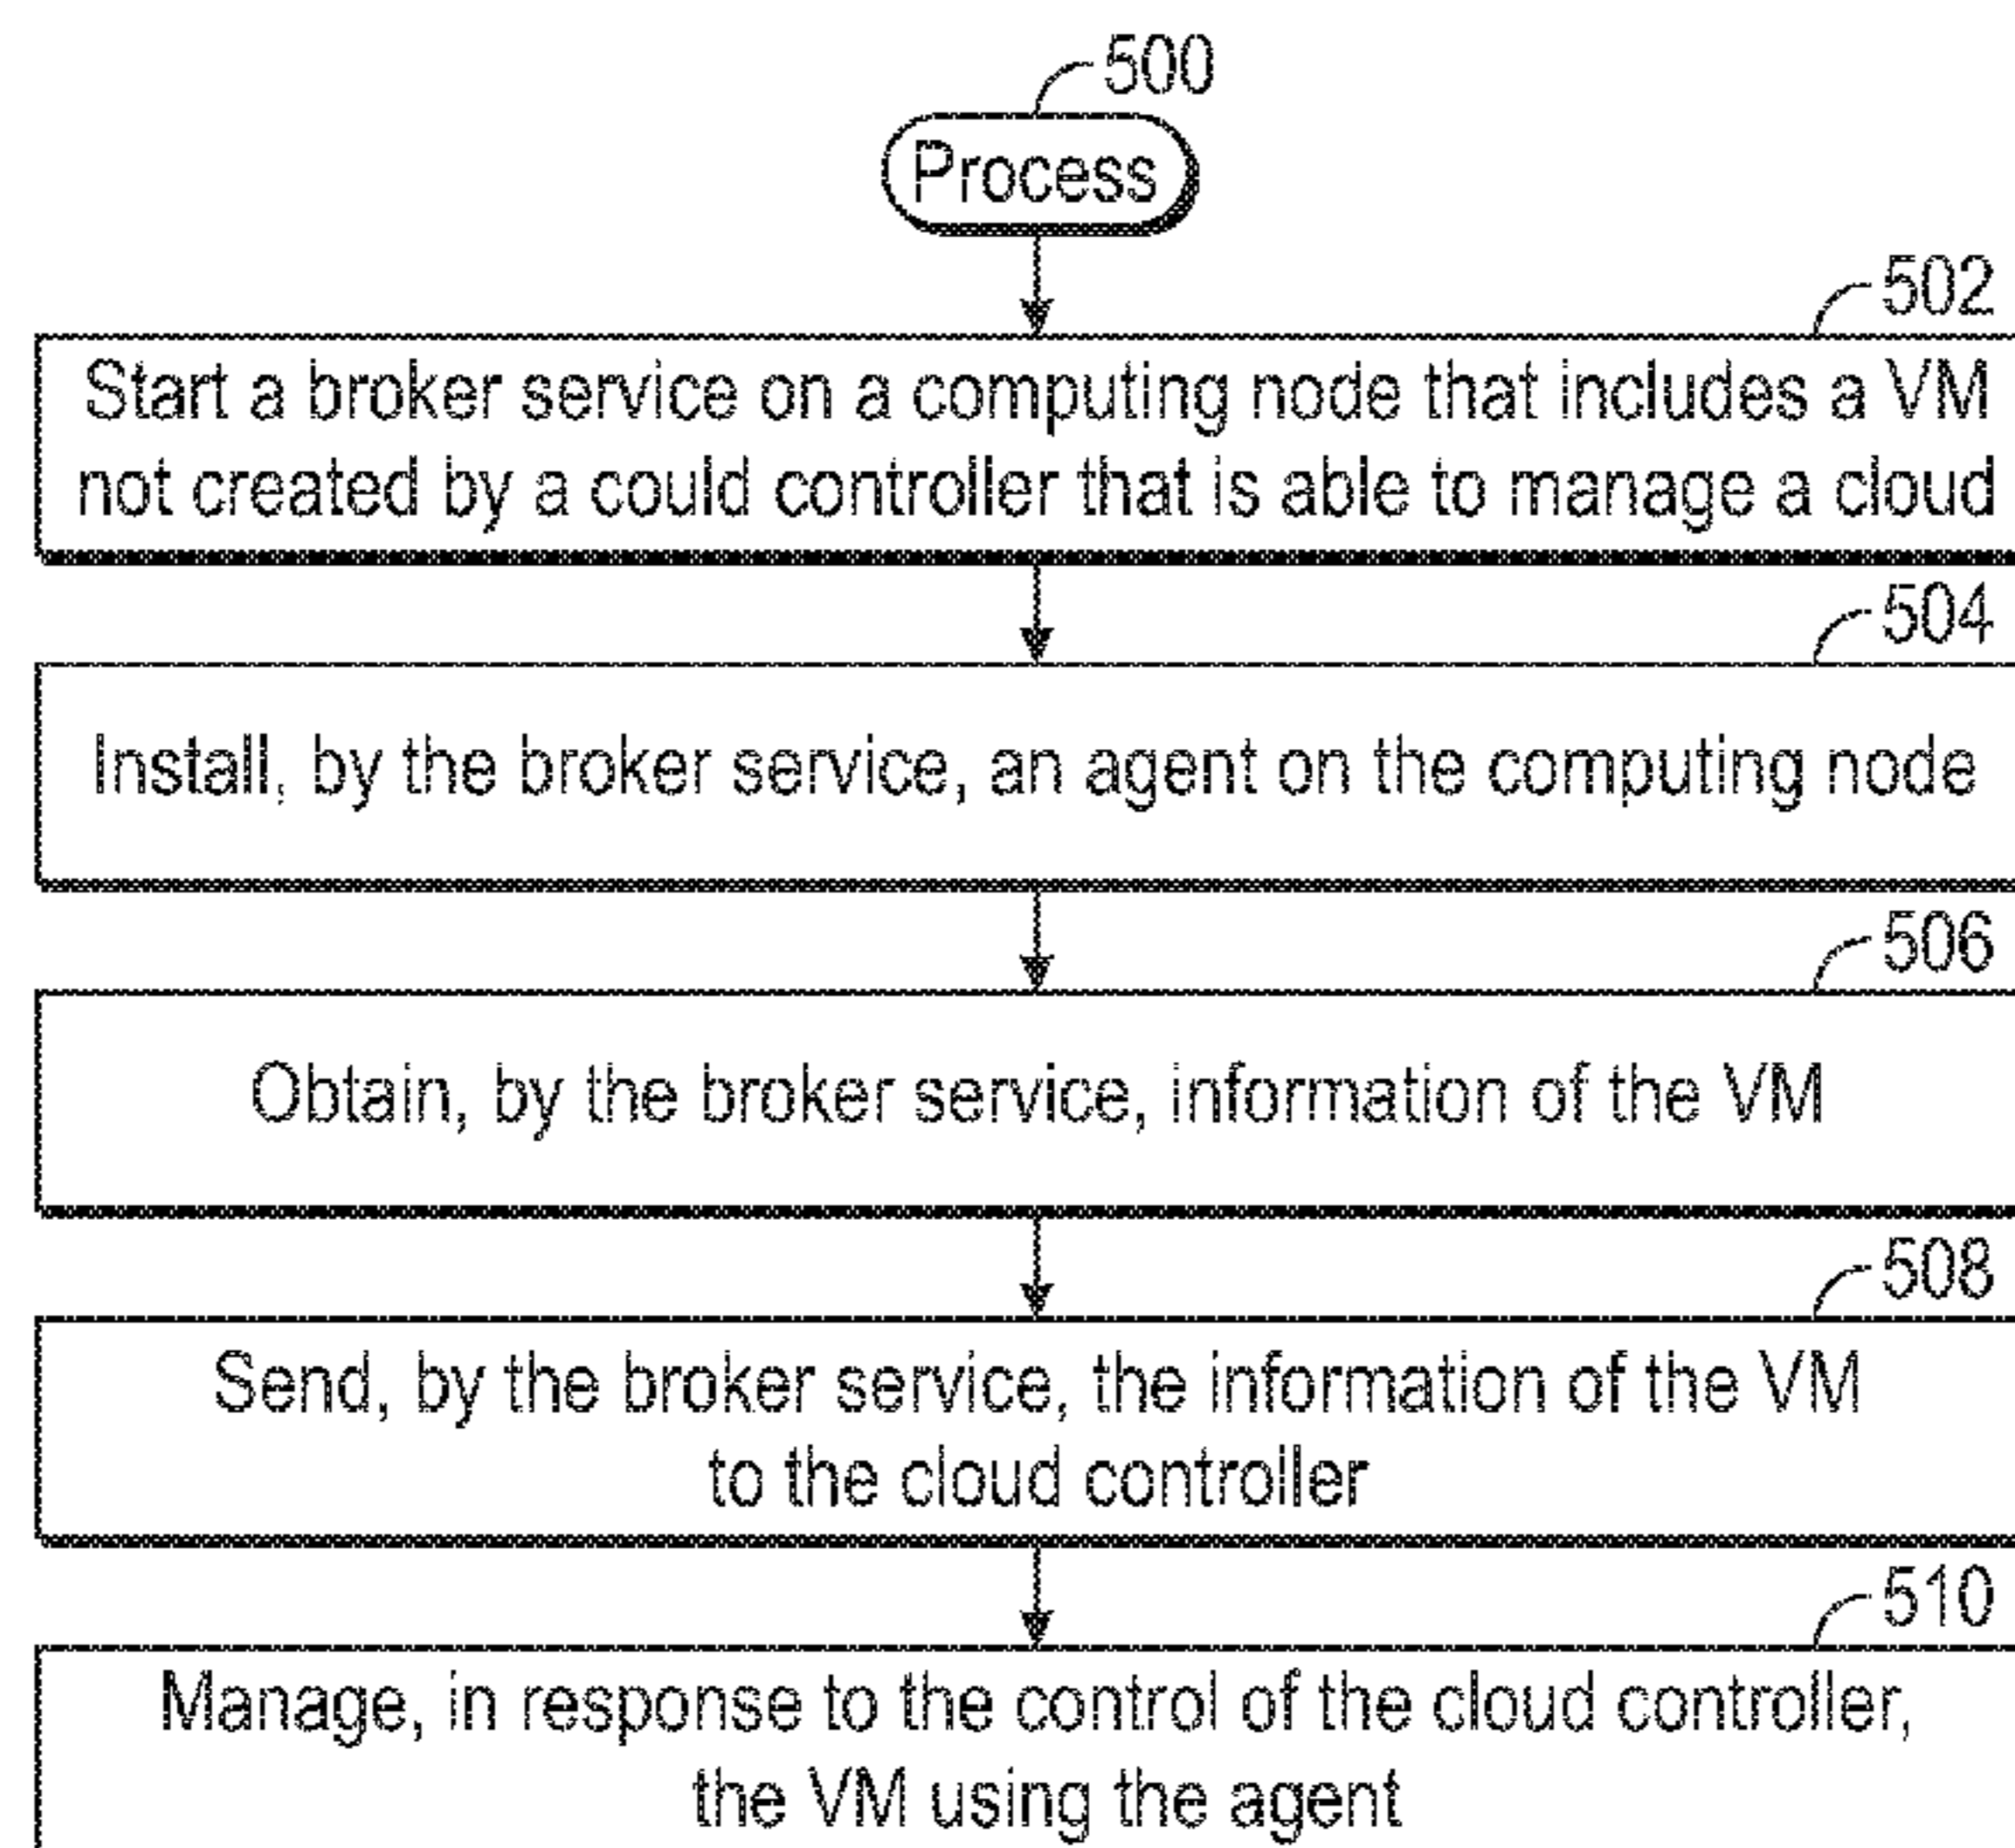 500
Process
502
Start a broker service on a computing node that includes a VM
not created by a could controller that is able to manage a cloud
504
Install, by the broker service, an agent on the computing node
506
Obtain, by the broker service, information of the VM
508
Send, by the broker service, the information of the VM
to the cloud controller
510
Manage, in response to the control of the cloud controller,
the VM using the agent